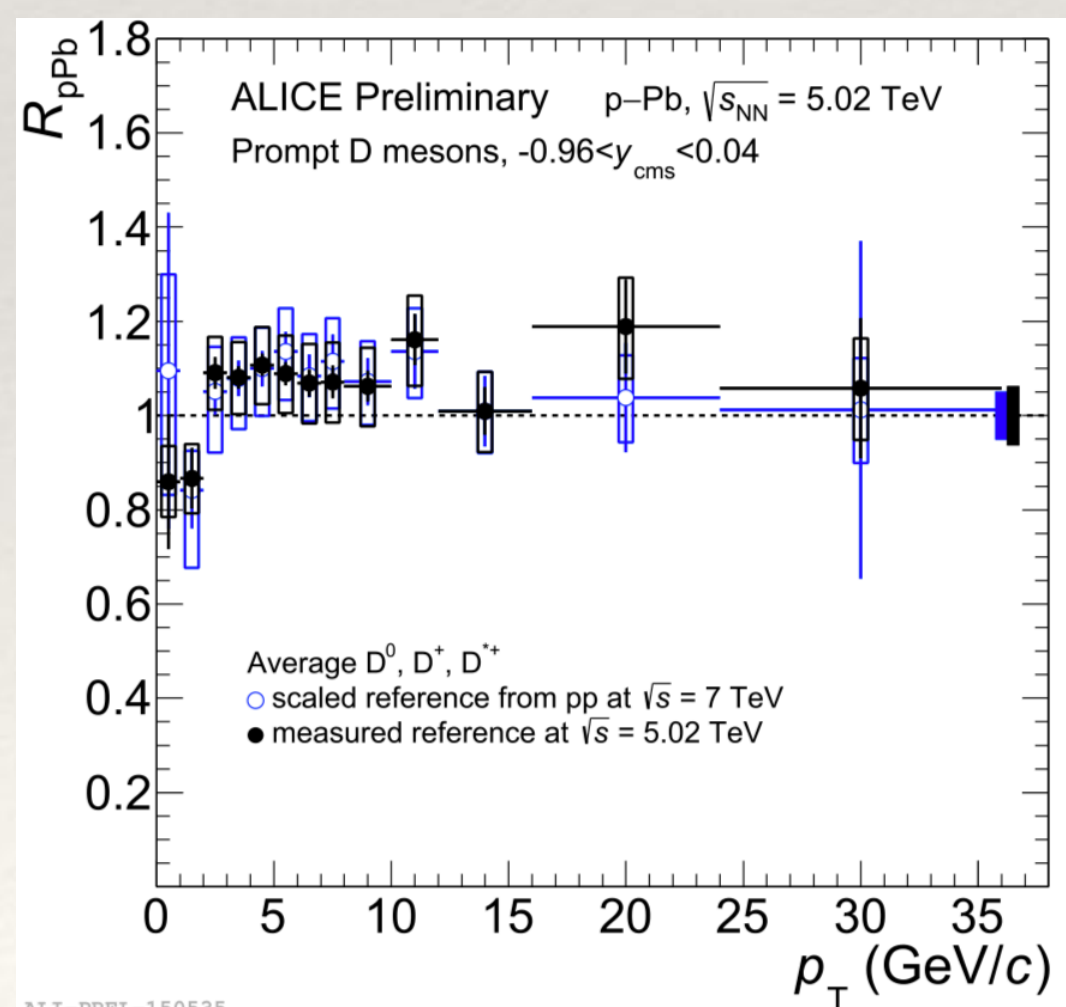 R_pPb
1.8
1.6
1.4
1.2
1
0.8
0.6
0.4
0.2
ALICE Preliminary p–Pb, √s_NN = 5.02 TeV
Prompt D mesons, -0.96<y_cms<0.04
Average D⁰, D⁺, D*⁺
scaled reference from pp at √s = 7 TeV
measured reference at √s = 5.02 TeV
0 5 10 15 20 25 30 35
p_T (GeV/c)